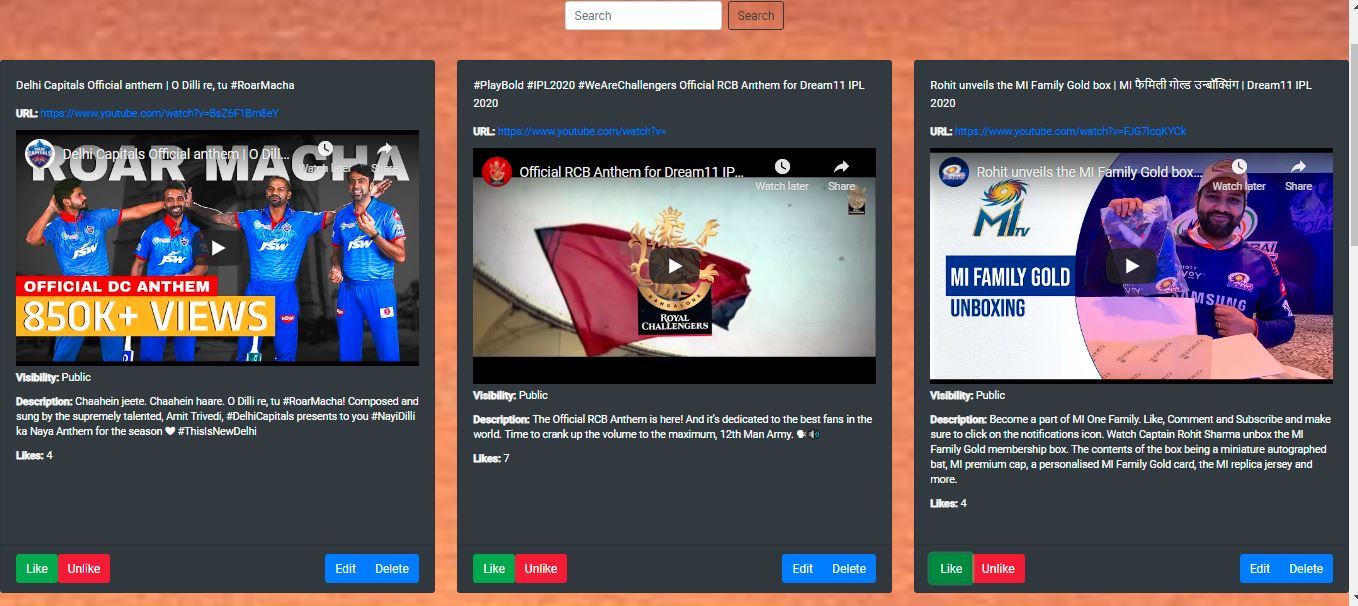 Search
Search
Delhi Capitals Official anthem | O Dilli re, tu #RoarMacha
URL: https://www.youtube.com/watch?v=BsZ6F1Bm8eY
ROAR MACHA
Delhi Capitals Official anthem | O Dill...
Watch later
Share
JSW
JSW
JSW
JSW
OFFICIAL DC ANTHEM
850K+ VIEWS
Visibility: Public
Description: Chaahein jeete. Chaahein haare. O Dilli re, tu #RoarMacha! Composed and
sung by the supremely talented, Amit Trivedi, #DelhiCapitals presents to you #NayiDilli
ka Naya Anthem for the season ❤ #ThisIsNewDelhi
Likes: 4
Like
Unlike
Edit
Delete
#PlayBold #IPL2020 #WeAreChallengers Official RCB Anthem for Dream11 IPL
2020
URL: https://www.youtube.com/watch?v=
Official RCB Anthem for Dream11 IP...
Watch later
Share
BANGALORE
ROYAL
CHALLENGERS
Visibility: Public
Description: The Official RCB Anthem is here! And it's dedicated to the best fans in the
world. Time to crank up the volume to the maximum, 12th Man Army. 🗣🔊
Likes: 7
Like
Unlike
Edit
Delete
Rohit unveils the MI Family Gold box | MI फैमिली गोल्ड उन्बॉक्सिंग | Dream11 IPL
2020
URL: https://www.youtube.com/watch?v=FJG7lcqKYCk
Rohit unveils the MI Family Gold box...
Watch later
Share
MI TV
MI FAMILY GOLD
UNBOXING
SAMSUNG
Visibility: Public
Description: Become a part of MI One Family. Like, Comment and Subscribe and make
sure to click on the notifications icon. Watch Captain Rohit Sharma unbox the MI
Family Gold membership box. The contents of the box being a miniature autographed
bat, MI premium cap, a personalised MI Family Gold card, the MI replica jersey and
more.
Likes: 4
Like
Unlike
Edit
Delete